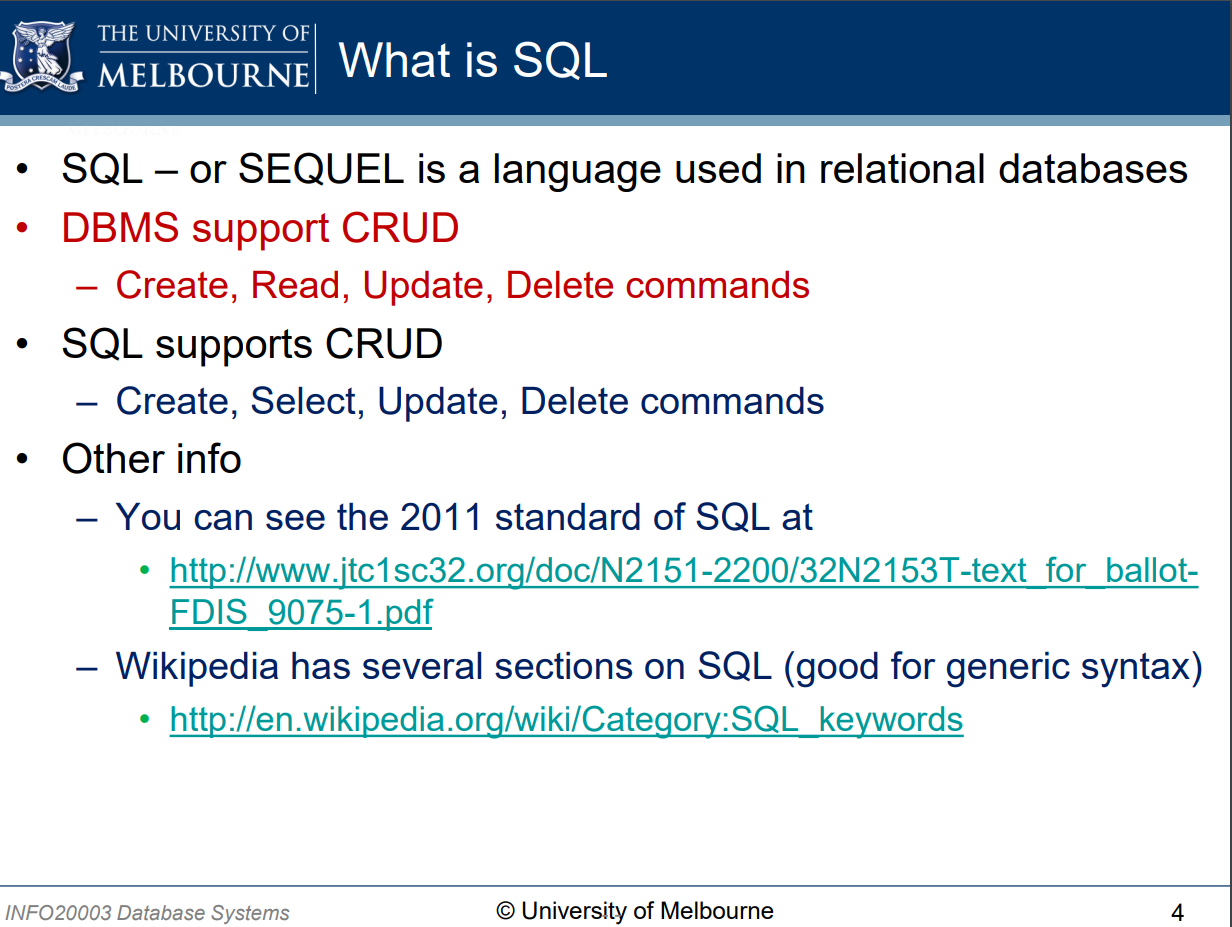 THE UNIVERSITY OF
MELBOURNE
POSTERA CRESCAM LAUDE
What is SQL
• SQL – or SEQUEL is a language used in relational databases
• DBMS support CRUD
– Create, Read, Update, Delete commands
• SQL supports CRUD
– Create, Select, Update, Delete commands
• Other info
– You can see the 2011 standard of SQL at
• http://www.jtc1sc32.org/doc/N2151-2200/32N2153T-text_for_ballot-
FDIS_9075-1.pdf
– Wikipedia has several sections on SQL (good for generic syntax)
• http://en.wikipedia.org/wiki/Category:SQL_keywords
INFO20003 Database Systems
© University of Melbourne
4